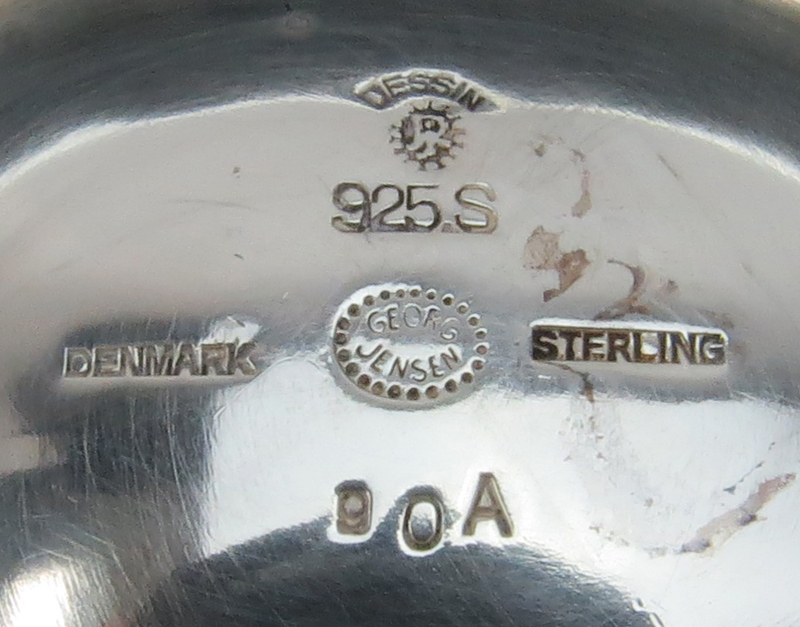 DESSIN
R
925.S
DENMARK
GEORG
JENSEN
STERLING
90A